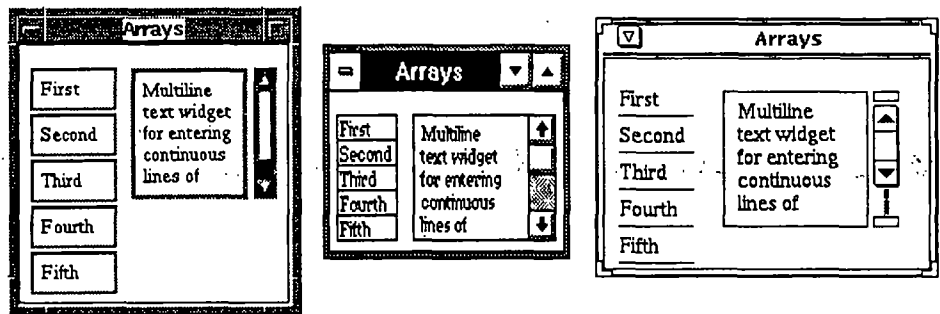 Arrays
First
Second
Third
Fourth
Fifth
Multiline
text widget
for entering
continuous
lines of
Arrays
First
Second
Third
Fourth
Fifth
Multiline
text widget
for entering
continuous
lines of
Arrays
First
Second
Third
Fourth
Fifth
Multiline
text widget
for entering
continuous
lines of